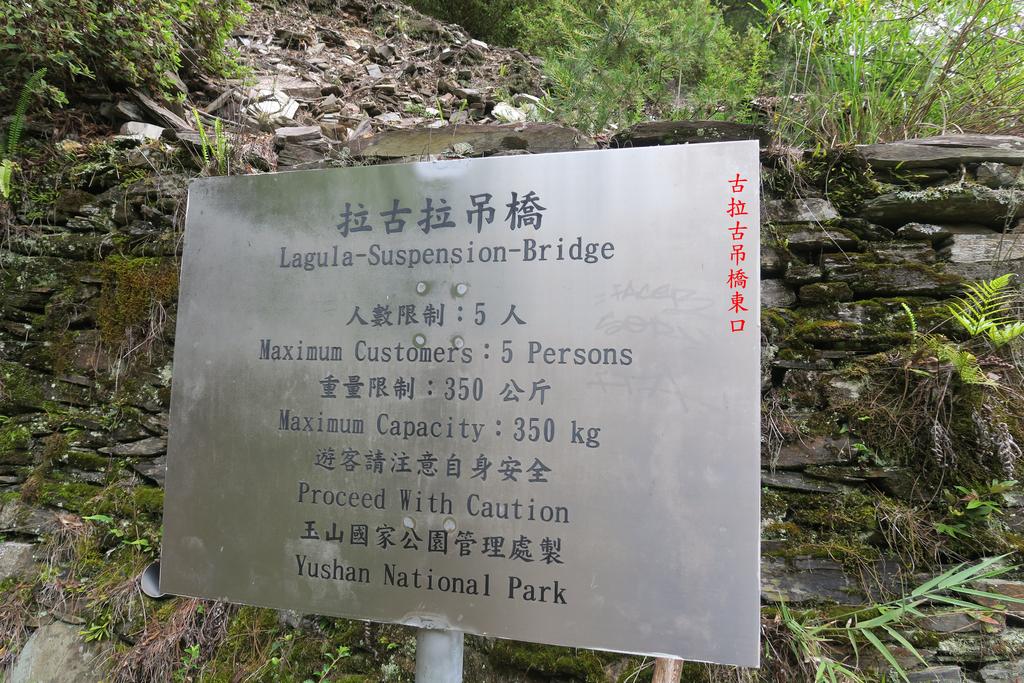 拉古拉吊橋
Lagula-Suspension-Bridge
人數限制：5 人
Maximum Customers：5 Persons
重量限制：350 公斤
Maximum Capacity：350 kg
遊客請注意自身安全
Proceed With Caution
玉山國家公園管理處製
Yushan National Park
古拉古吊橋東口